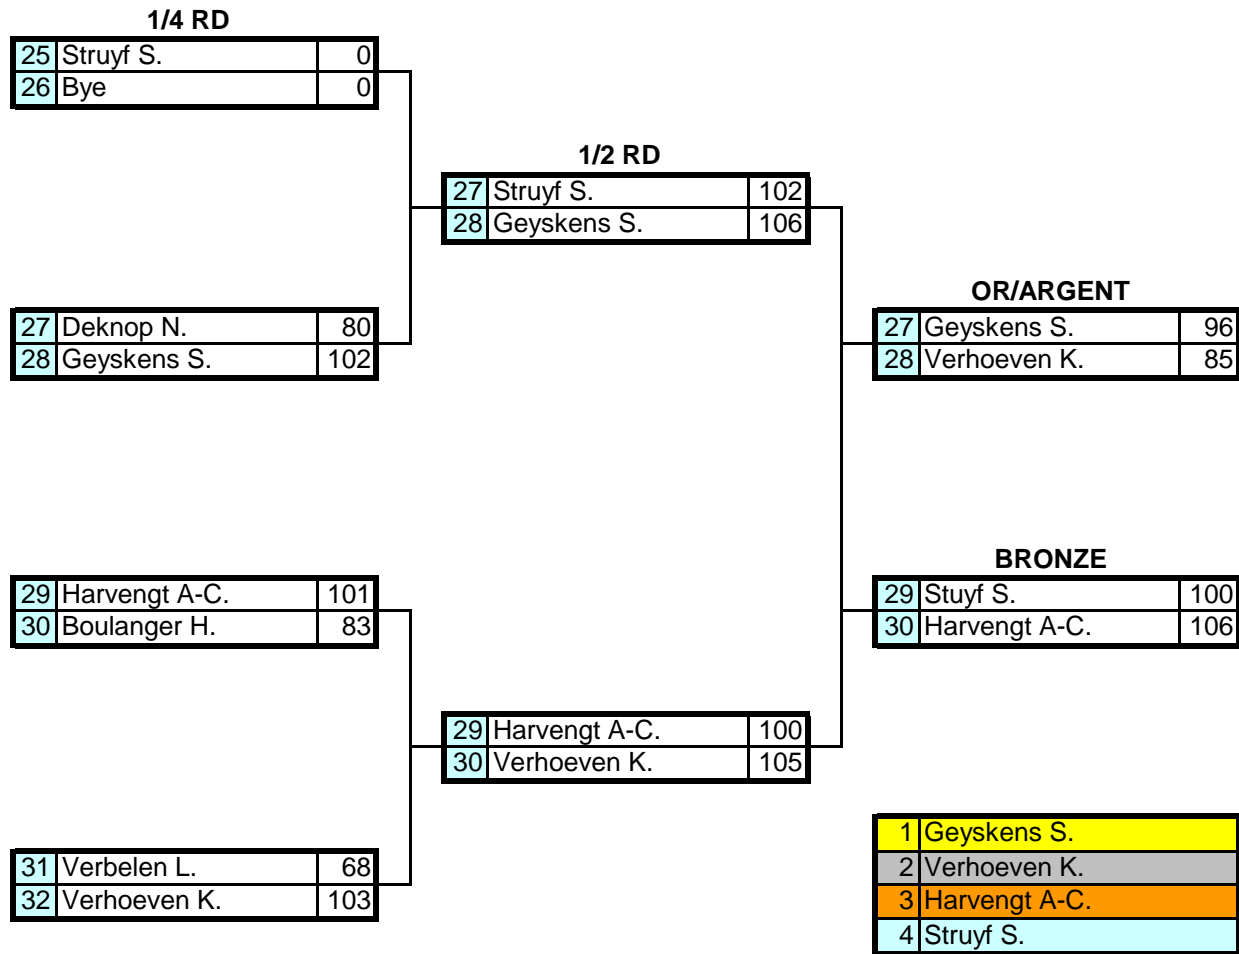 1/4 RD
25 Struyf S. 0
26 Bye 0
1/2 RD
27 Struyf S. 102
28 Geyskens S. 106
OR/ARGENT
27 Deknop N. 80
28 Geyskens S. 102
27 Geyskens S. 96
28 Verhoeven K. 85
BRONZE
29 Harvengt A-C. 101
30 Boulanger H. 83
29 Stuyf S. 100
30 Harvengt A-C. 106
29 Harvengt A-C. 100
30 Verhoeven K. 105
31 Verbelen L. 68
32 Verhoeven K. 103
1 Geyskens S.
2 Verhoeven K.
3 Harvengt A-C.
4 Struyf S.